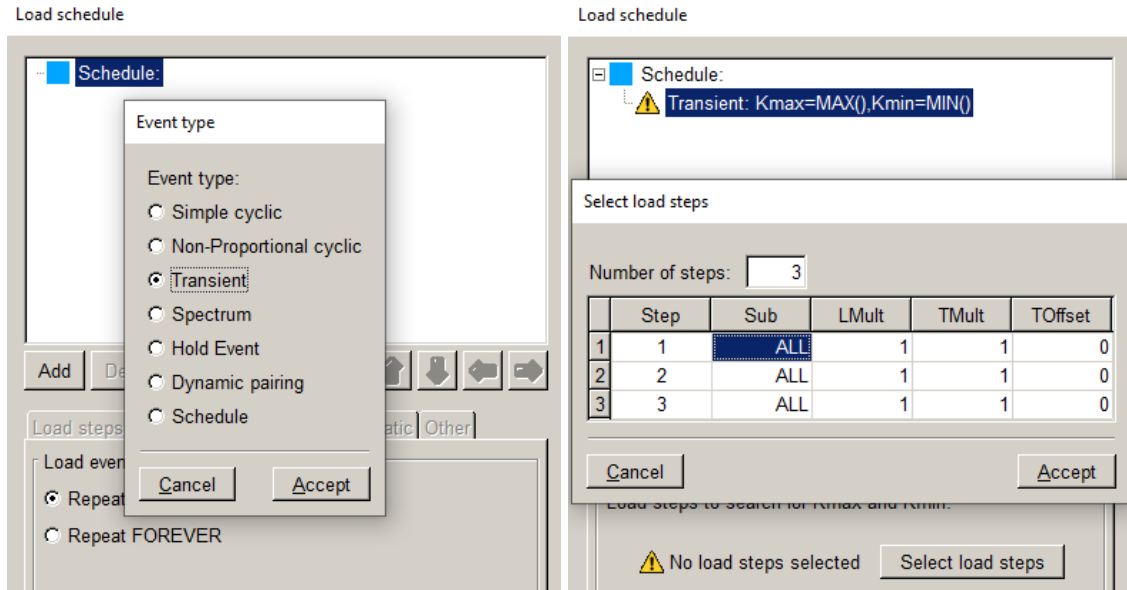 Load schedule
Schedule:
Event type
Event type:
Simple cyclic
Non-Proportional cyclic
Transient
Spectrum
Hold Event
Dynamic pairing
Schedule
Cancel Accept
Add De
Load steps atic Other
Load even
Repeat
Repeat FOREVER
Load schedule
Schedule:
Transient: Kmax=MAX(),Kmin=MIN()
Select load steps
Number of steps: 3
Step Sub LMult TMult TOffset
1 1 ALL 1 1 0
2 2 ALL 1 1 0
3 3 ALL 1 1 0
Cancel Accept
Load steps to search for Kmax and Kmin:
No load steps selected Select load steps